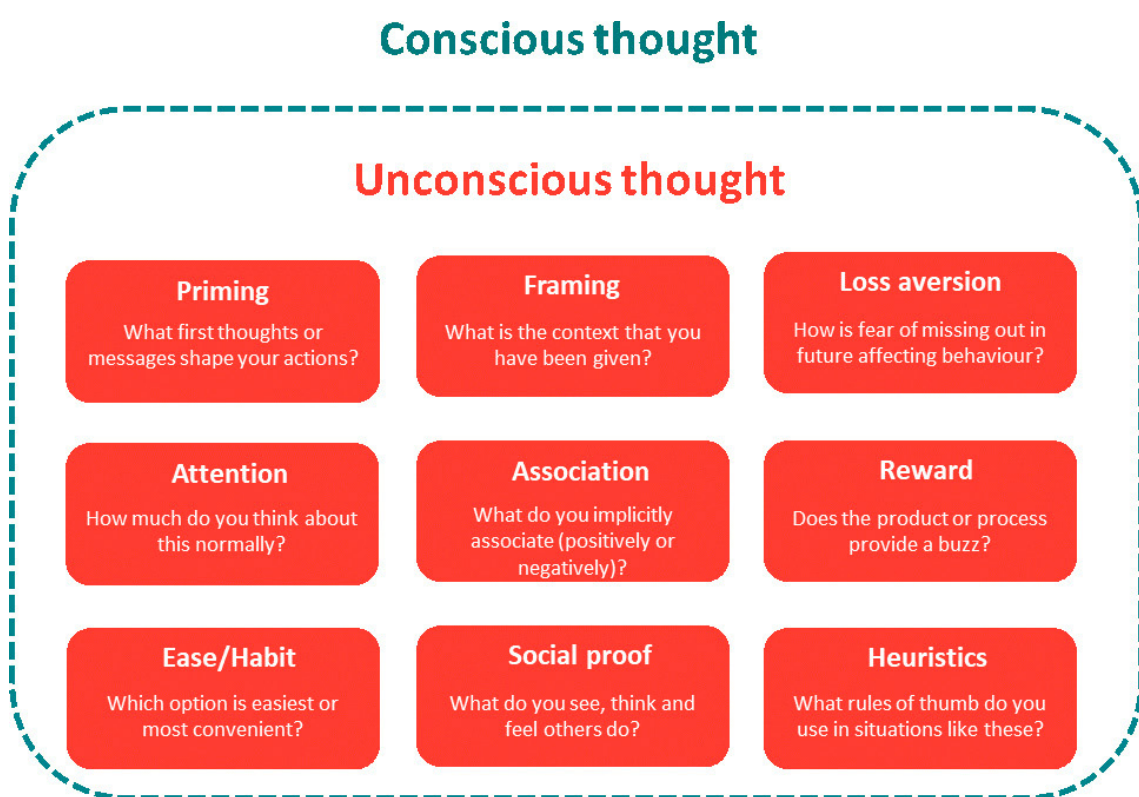 Conscious thought
Unconscious thought
Priming
What first thoughts or
messages shape your actions?
Framing
What is the context that you
have been given?
Loss aversion
How is fear of missing out in
future affecting behaviour?
Attention
How much do you think about
this normally?
Association
What do you implicitly
associate (positively or
negatively)?
Reward
Does the product or process
provide a buzz?
Ease/Habit
Which option is easiest or
most convenient?
Social proof
What do you see, think and
feel others do?
Heuristics
What rules of thumb do you
use in situations like these?